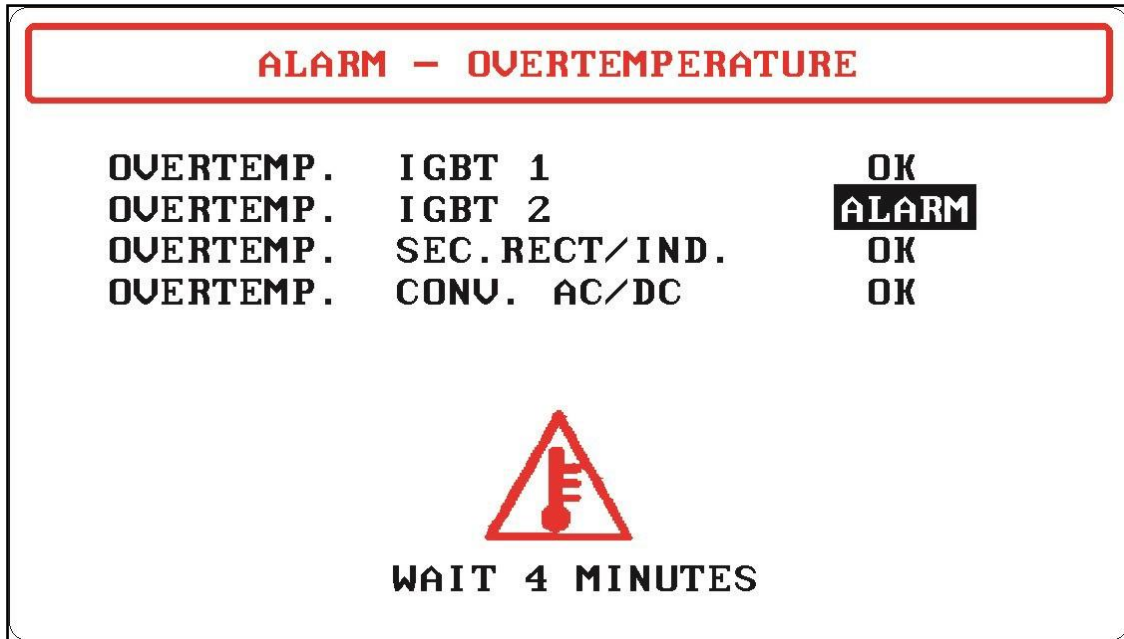 ALARM – OVERTEMPERATURE
OVERTEMP. IGBT 1 OK
OVERTEMP. IGBT 2 ALARM
OVERTEMP. SEC.RECT/IND. OK
OVERTEMP. CONV. AC/DC OK
WAIT 4 MINUTES